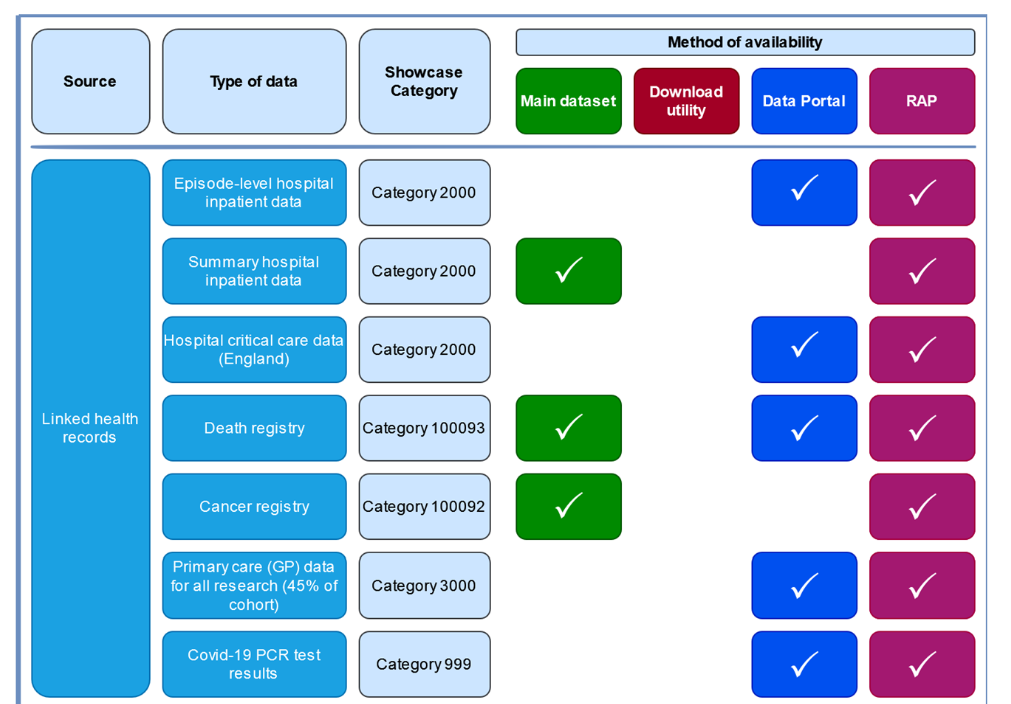 Method of availability
Source
Type of data
Showcase
Category
Main dataset
Download
utility
Data Portal
RAP
Linked health
records
Episode-level hospital
inpatient data
Category 2000
Summary hospital
inpatient data
Category 2000
Hospital critical care data
(England)
Category 2000
Death registry
Category 100093
Cancer registry
Category 100092
Primary care (GP) data
for all research (45% of
cohort)
Category 3000
Covid-19 PCR test
results
Category 999